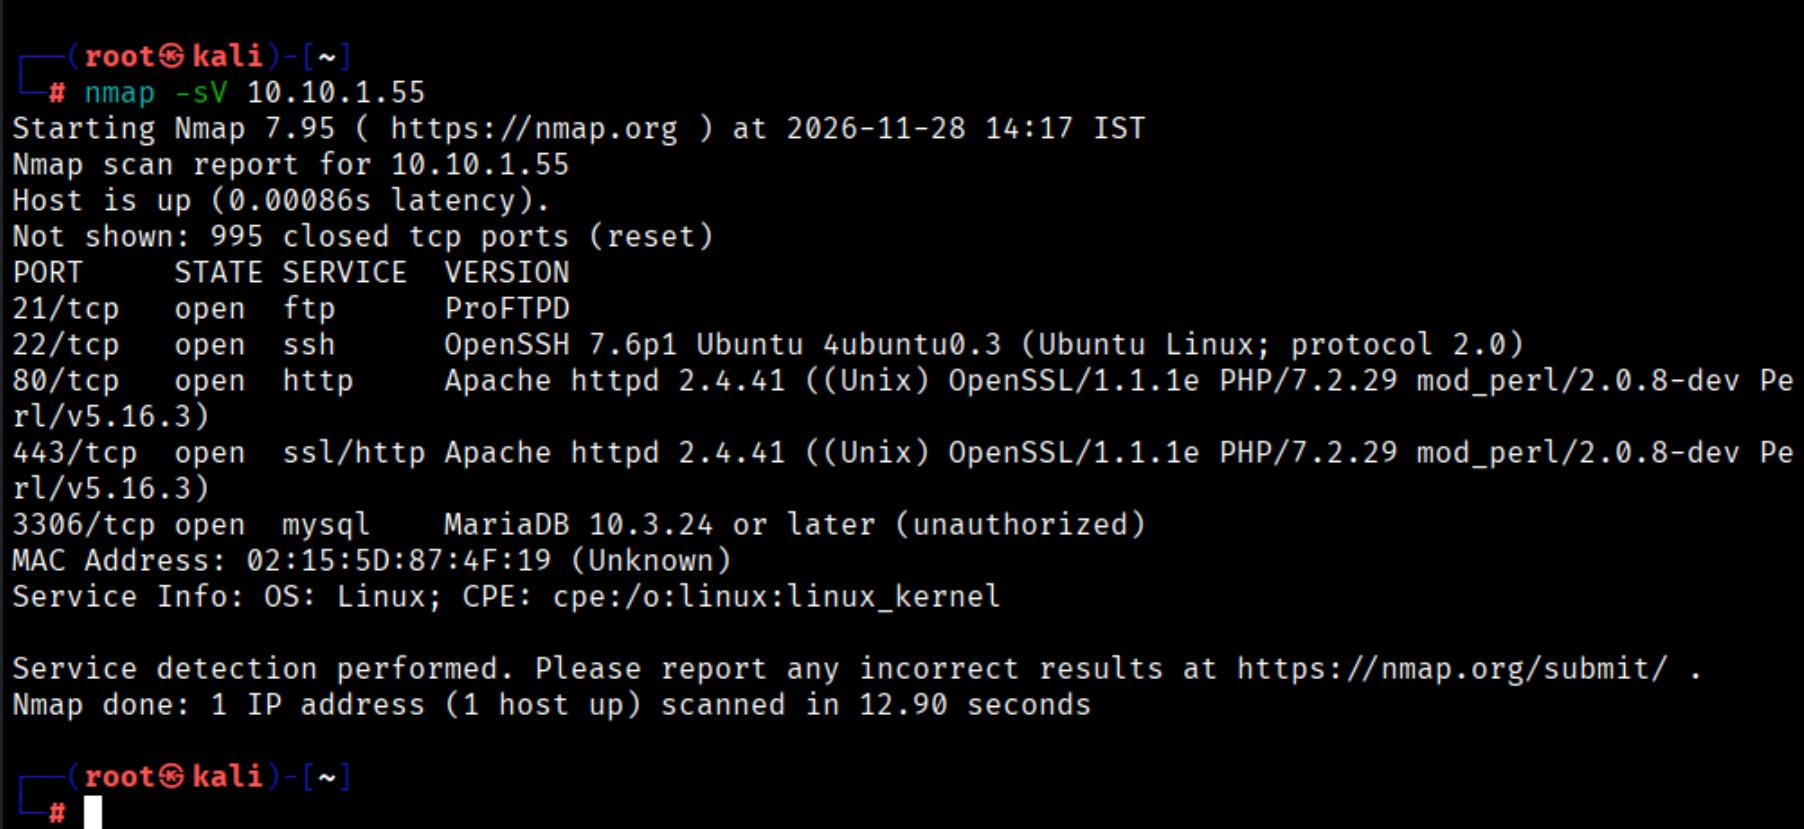 ┌──(root㉿kali)-[~]
└─# nmap -sV 10.10.1.55
Starting Nmap 7.95 ( https://nmap.org ) at 2026-11-28 14:17 IST
Nmap scan report for 10.10.1.55
Host is up (0.00086s latency).
Not shown: 995 closed tcp ports (reset)
PORT     STATE SERVICE  VERSION
21/tcp   open  ftp      ProFTPD
22/tcp   open  ssh      OpenSSH 7.6p1 Ubuntu 4ubuntu0.3 (Ubuntu Linux; protocol 2.0)
80/tcp   open  http     Apache httpd 2.4.41 ((Unix) OpenSSL/1.1.1e PHP/7.2.29 mod_perl/2.0.8-dev Pe
rl/v5.16.3)
443/tcp  open  ssl/http Apache httpd 2.4.41 ((Unix) OpenSSL/1.1.1e PHP/7.2.29 mod_perl/2.0.8-dev Pe
rl/v5.16.3)
3306/tcp open  mysql    MariaDB 10.3.24 or later (unauthorized)
MAC Address: 02:15:5D:87:4F:19 (Unknown)
Service Info: OS: Linux; CPE: cpe:/o:linux:linux_kernel
Service detection performed. Please report any incorrect results at https://nmap.org/submit/ .
Nmap done: 1 IP address (1 host up) scanned in 12.90 seconds
┌──(root㉿kali)-[~]
└─#